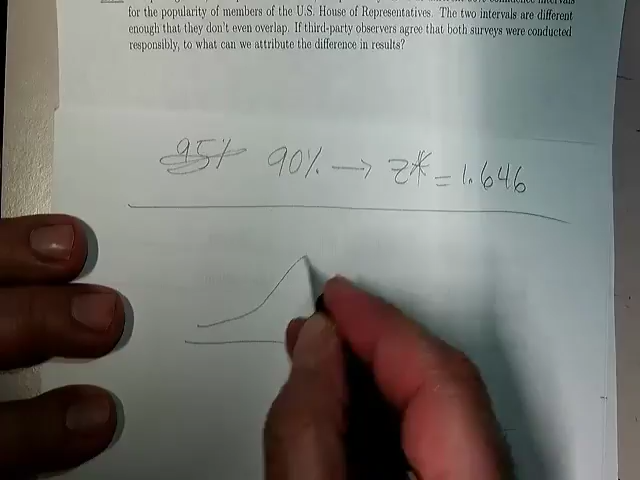 confidence intervals
for the popularity of members of the U.S. House of Representatives. The two intervals are different
enough that they don't even overlap. If third-party observers agree that both surveys were conducted
responsibly, to what can we attribute the difference in results?
95% 90% → z* = 1.646